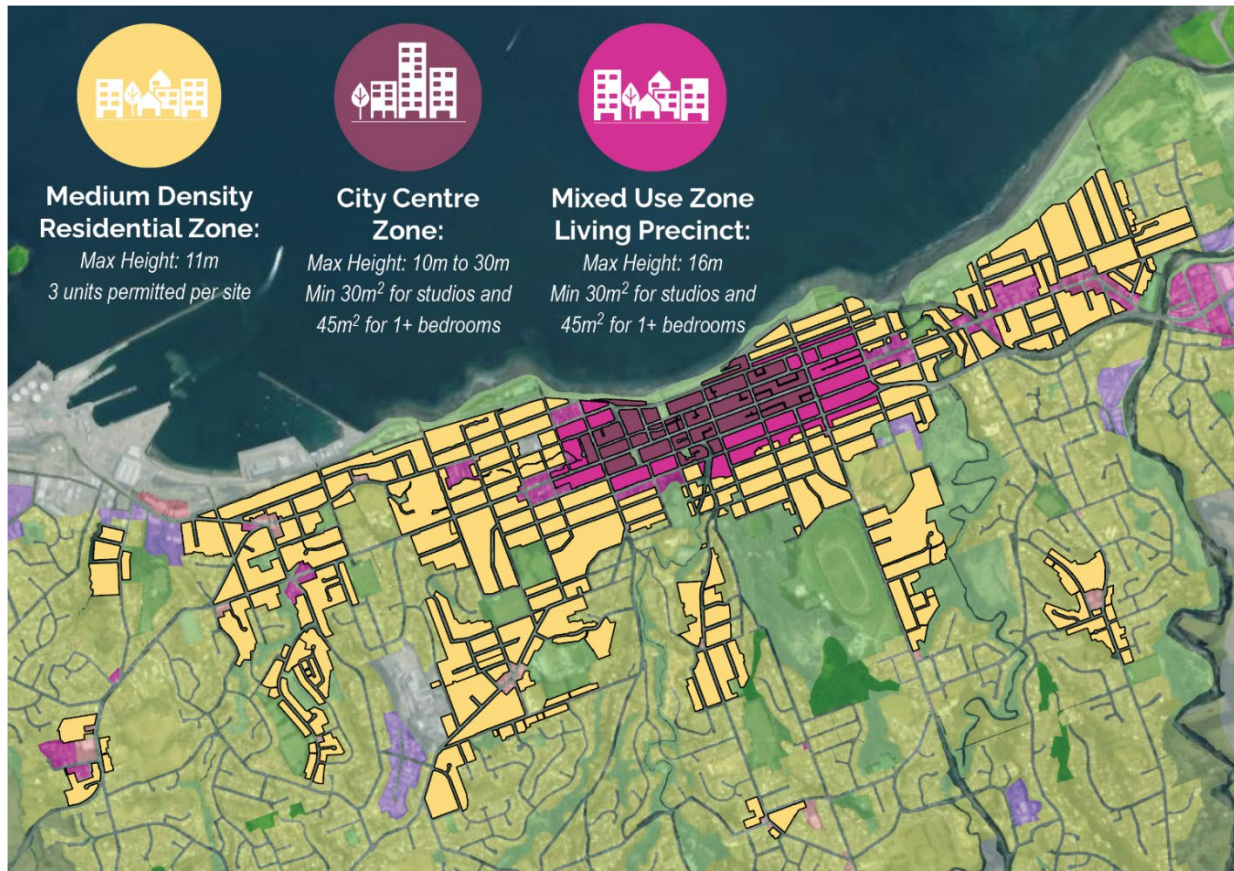 Medium Density
Residential Zone:
Max Height: 11m
3 units permitted per site
City Centre
Zone:
Max Height: 10m to 30m
Min 30m² for studios and
45m² for 1+ bedrooms
Mixed Use Zone
Living Precinct:
Max Height: 16m
Min 30m² for studios and
45m² for 1+ bedrooms